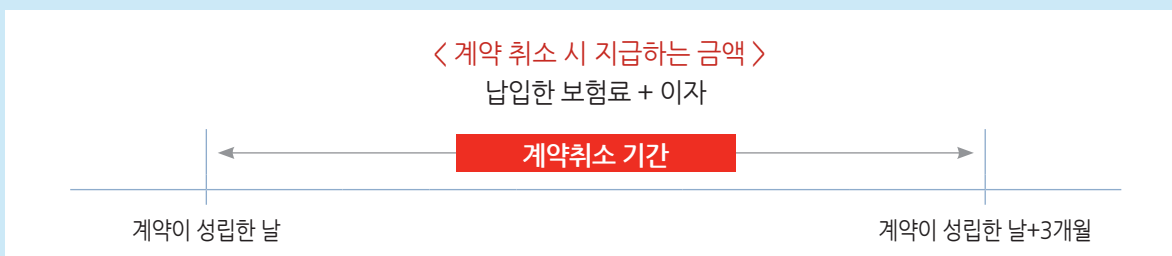 < 계약 취소 시 지급하는 금액 >
납입한 보험료 + 이자
계약취소 기간
계약이 성립한 날
계약이 성립한 날+3개월